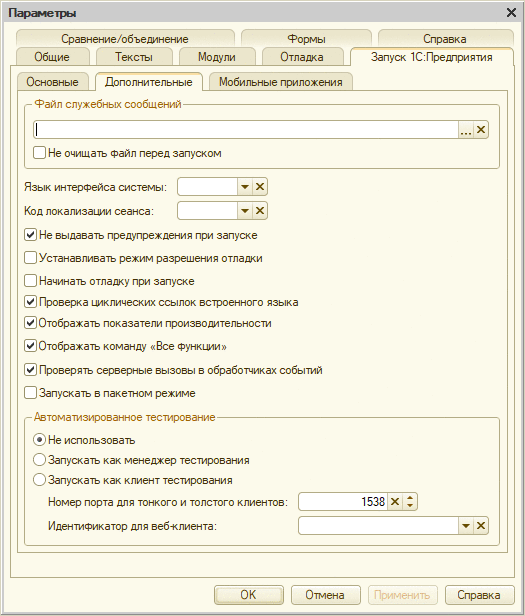 Параметры
Сравнение/объединение Формы Справка
Общие Тексты Модули Отладка Запуск 1С:Предприятия
Основные Дополнительные Мобильные приложения
Файл служебных сообщений
...
Не очищать файл перед запуском
Язык интерфейса системы:
Код локализации сеанса:
Не выдавать предупреждения при запуске
Устанавливать режим разрешения отладки
Начинать отладку при запуске
Проверка циклических ссылок встроенного языка
Отображать показатели производительности
Отображать команду «Все функции»
Проверять серверные вызовы в обработчиках событий
Запускать в пакетном режиме
Автоматизированное тестирование
Не использовать
Запускать как менеджер тестирования
Запускать как клиент тестирования
Номер порта для тонкого и толстого клиентов: 1538
Идентификатор для веб-клиента:
ОК Отмена Применить Справка